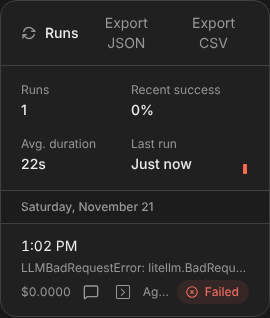 Runs
Export JSON
Export CSV
Runs
Recent success
1
0%
Avg. duration
Last run
22s
Just now
Saturday, November 21
1:02 PM
LLMBadRequestError: litellm.BadRequ...
$0.0000
Ag...
Failed